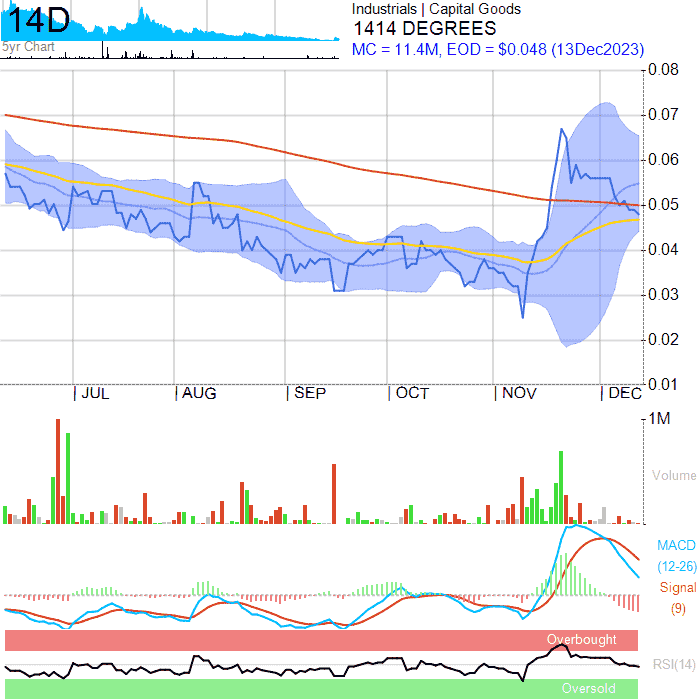 14D
5yr Chart
Industrials | Capital Goods
1414 DEGREES
MC = 11.4M, EOD = $0.048 (13Dec2023)
0.08
0.07
0.06
0.05
0.04
0.03
0.02
0.01
| JUL | AUG | SEP | OCT | NOV | DEC
1M
Volume
MACD
(12-26)
Signal
(9)
Overbought
RSI(14)
Oversold